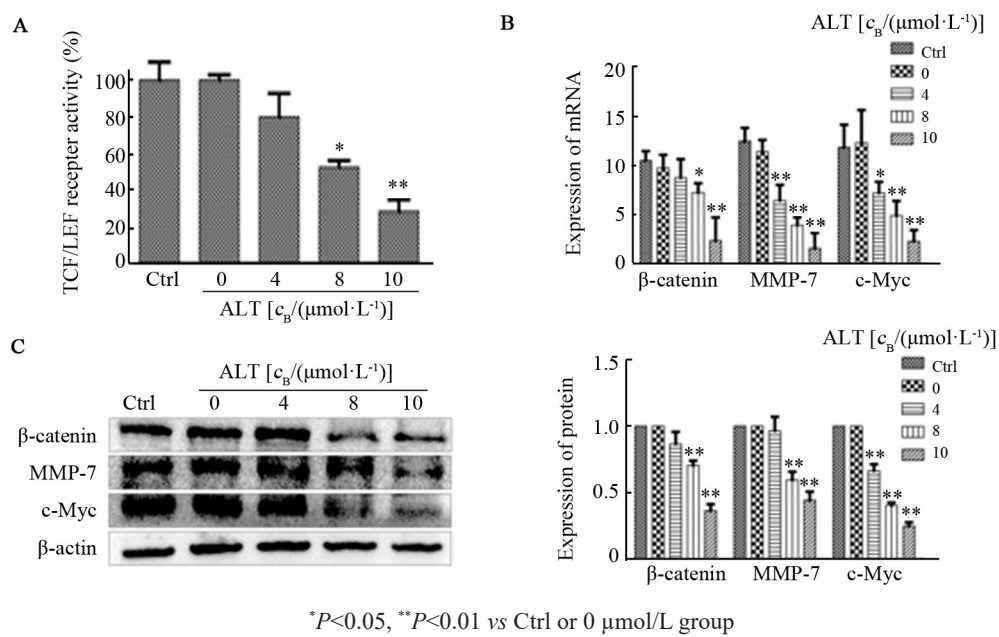 A
TCF/LEF recepter activity (%)
100
80
60
40
20
0
* **
Ctrl 0 4 8 10
ALT [cB/(μmol·L-1)]
B
ALT [cB/(μmol·L-1)]
Ctrl
0
4
8
10
Expression of mRNA
20
15
10
5
0
* ** ** ** ** * ** **
β-catenin MMP-7 c-Myc
C
ALT [cB/(μmol·L-1)]
Ctrl 0 4 8 10
β-catenin
MMP-7
c-Myc
β-actin
ALT [cB/(μmol·L-1)]
Ctrl
0
4
8
10
Expression of protein
1.5
1.0
0.5
0
** ** ** ** ** ** **
β-catenin MMP-7 c-Myc
*P<0.05, **P<0.01 vs Ctrl or 0 μmol/L group